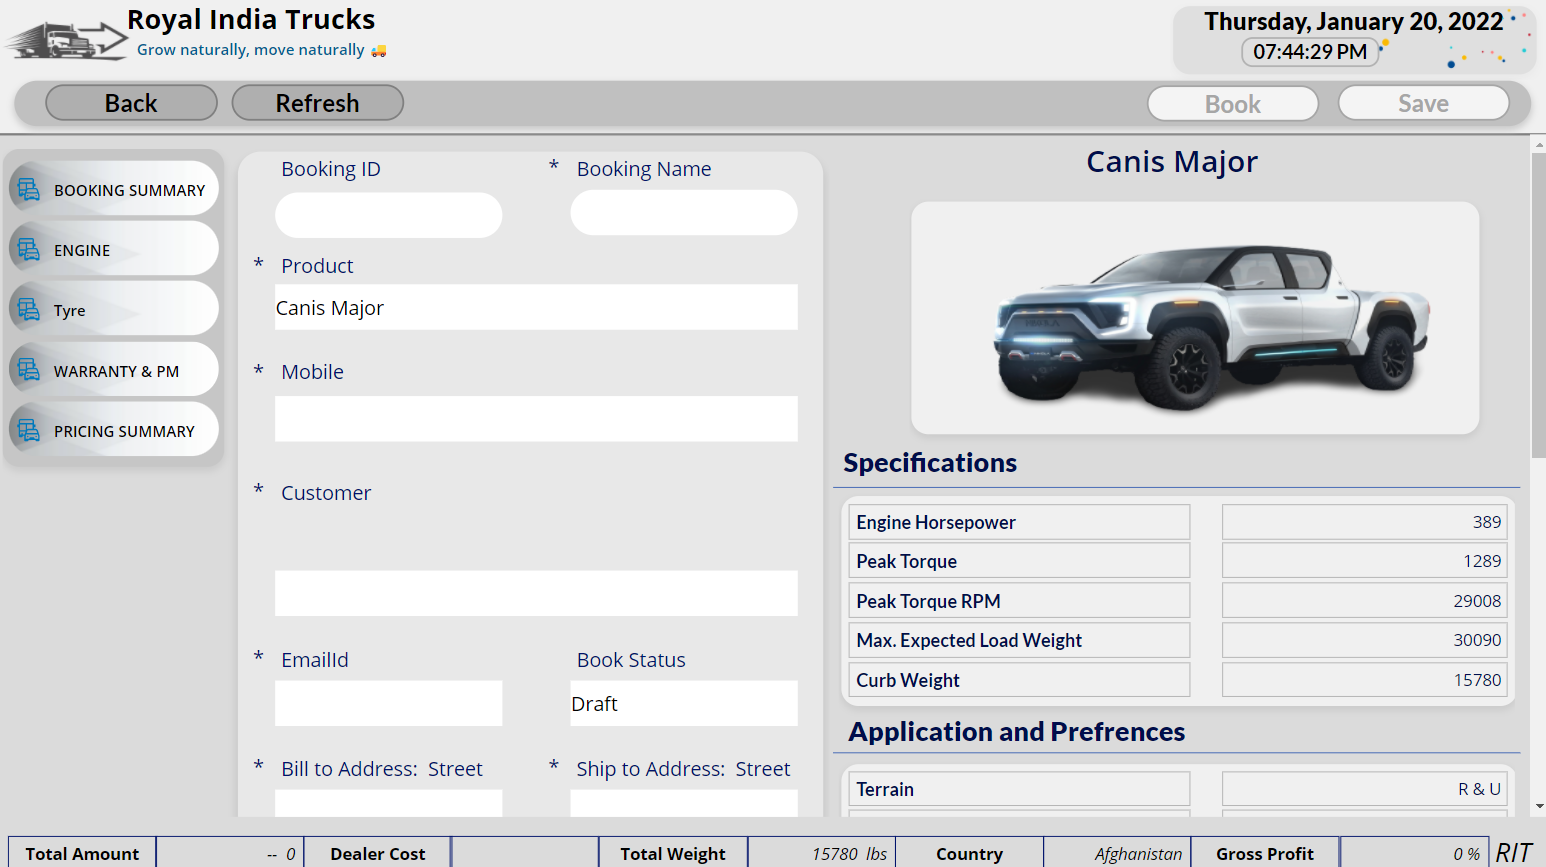 Royal India Trucks
Grow naturally, move naturally 🚚
Thursday, January 20, 2022
07:44:29 PM
Back
Refresh
Book
Save
BOOKING SUMMARY
ENGINE
Tyre
WARRANTY & PM
PRICING SUMMARY
Booking ID
* Booking Name
* Product
Canis Major
* Mobile
* Customer
* EmailId
Book Status
Draft
* Bill to Address: Street
* Ship to Address: Street
Canis Major
Specifications
Engine Horsepower 389
Peak Torque 1289
Peak Torque RPM 29008
Max. Expected Load Weight 30090
Curb Weight 15780
Application and Prefrences
Terrain R & U
Total Amount -- 0 Dealer Cost Total Weight 15780 lbs Country Afghanistan Gross Profit 0 % RIT